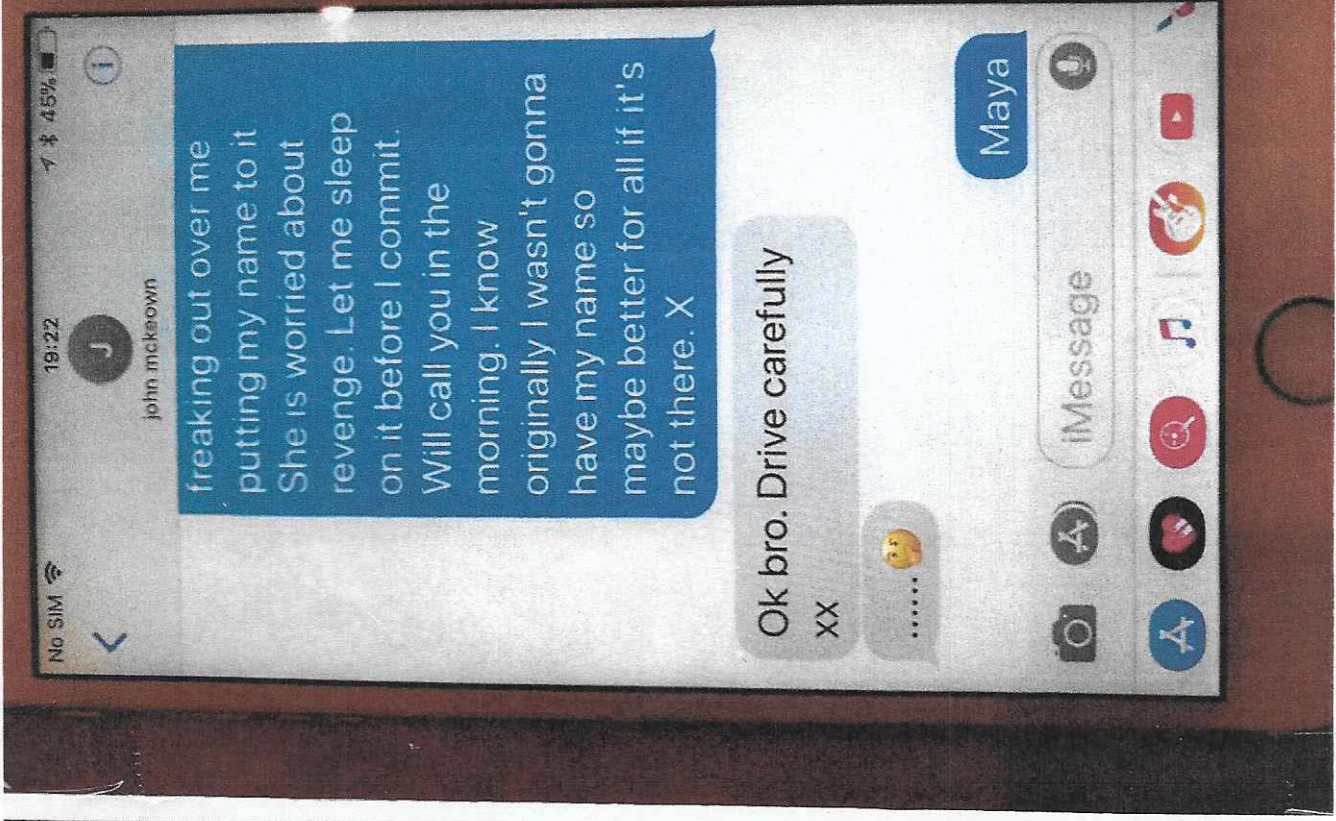 No SIM 19:22 45%
J
john mckeown
freaking out over me
putting my name to it
She is worried about
revenge. Let me sleep
on it before I commit.
Will call you in the
morning. I know
originally I wasn't gonna
have my name so
maybe better for all if it's
not there. X
Ok bro. Drive carefully
xx
......🤔
Maya
iMessage